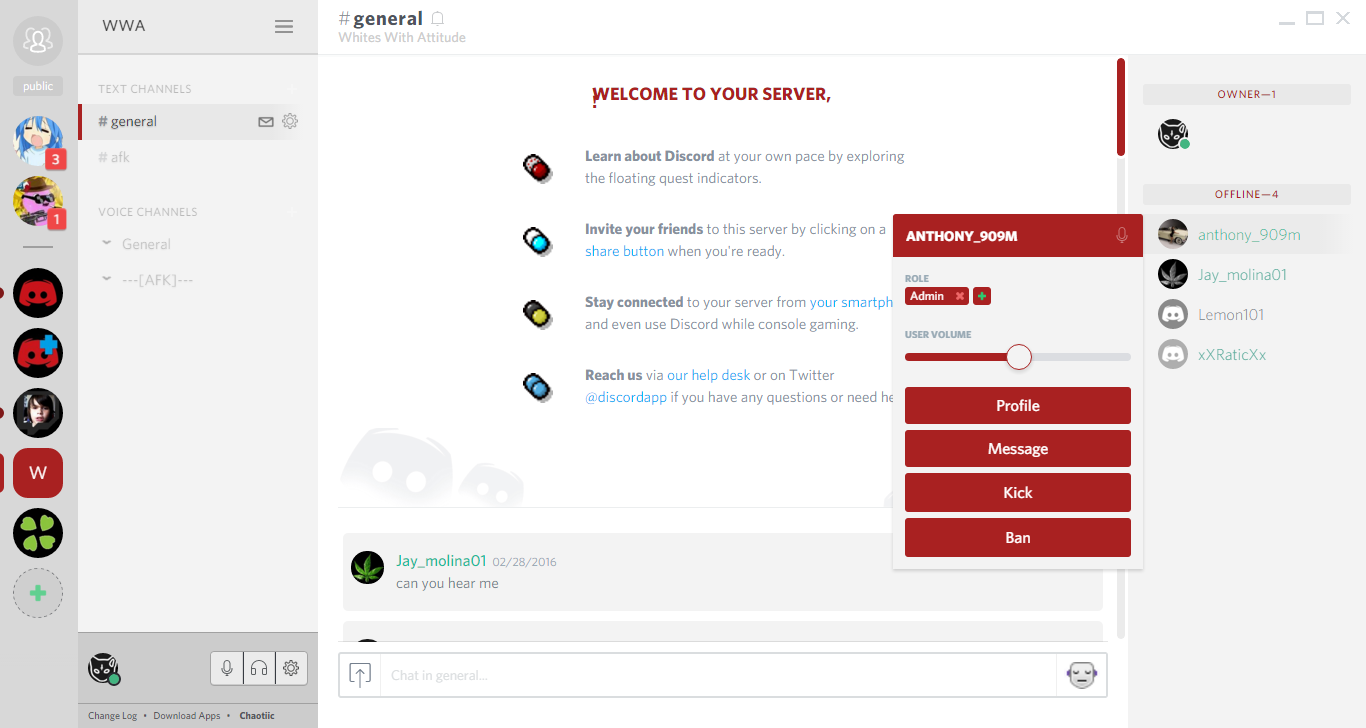 public
3
1
W
WWA
TEXT CHANNELS
# general
# afk
VOICE CHANNELS
General
---[AFK]---
Change Log • Download Apps • Chaotiic
#general
Whites With Attitude
WELCOME TO YOUR SERVER,
!
Learn about Discord at your own pace by exploring
the floating quest indicators.
Invite your friends to this server by clicking on a
share button when you're ready.
Stay connected to your server from your smartph
and even use Discord while console gaming.
Reach us via our help desk or on Twitter
@discordapp if you have any questions or need he
Jay_molina01 02/28/2016
can you hear me
Chat in general...
ANTHONY_909M
ROLE
Admin
USER VOLUME
Profile
Message
Kick
Ban
OWNER—1
OFFLINE—4
anthony_909m
Jay_molina01
Lemon101
xXRaticXx